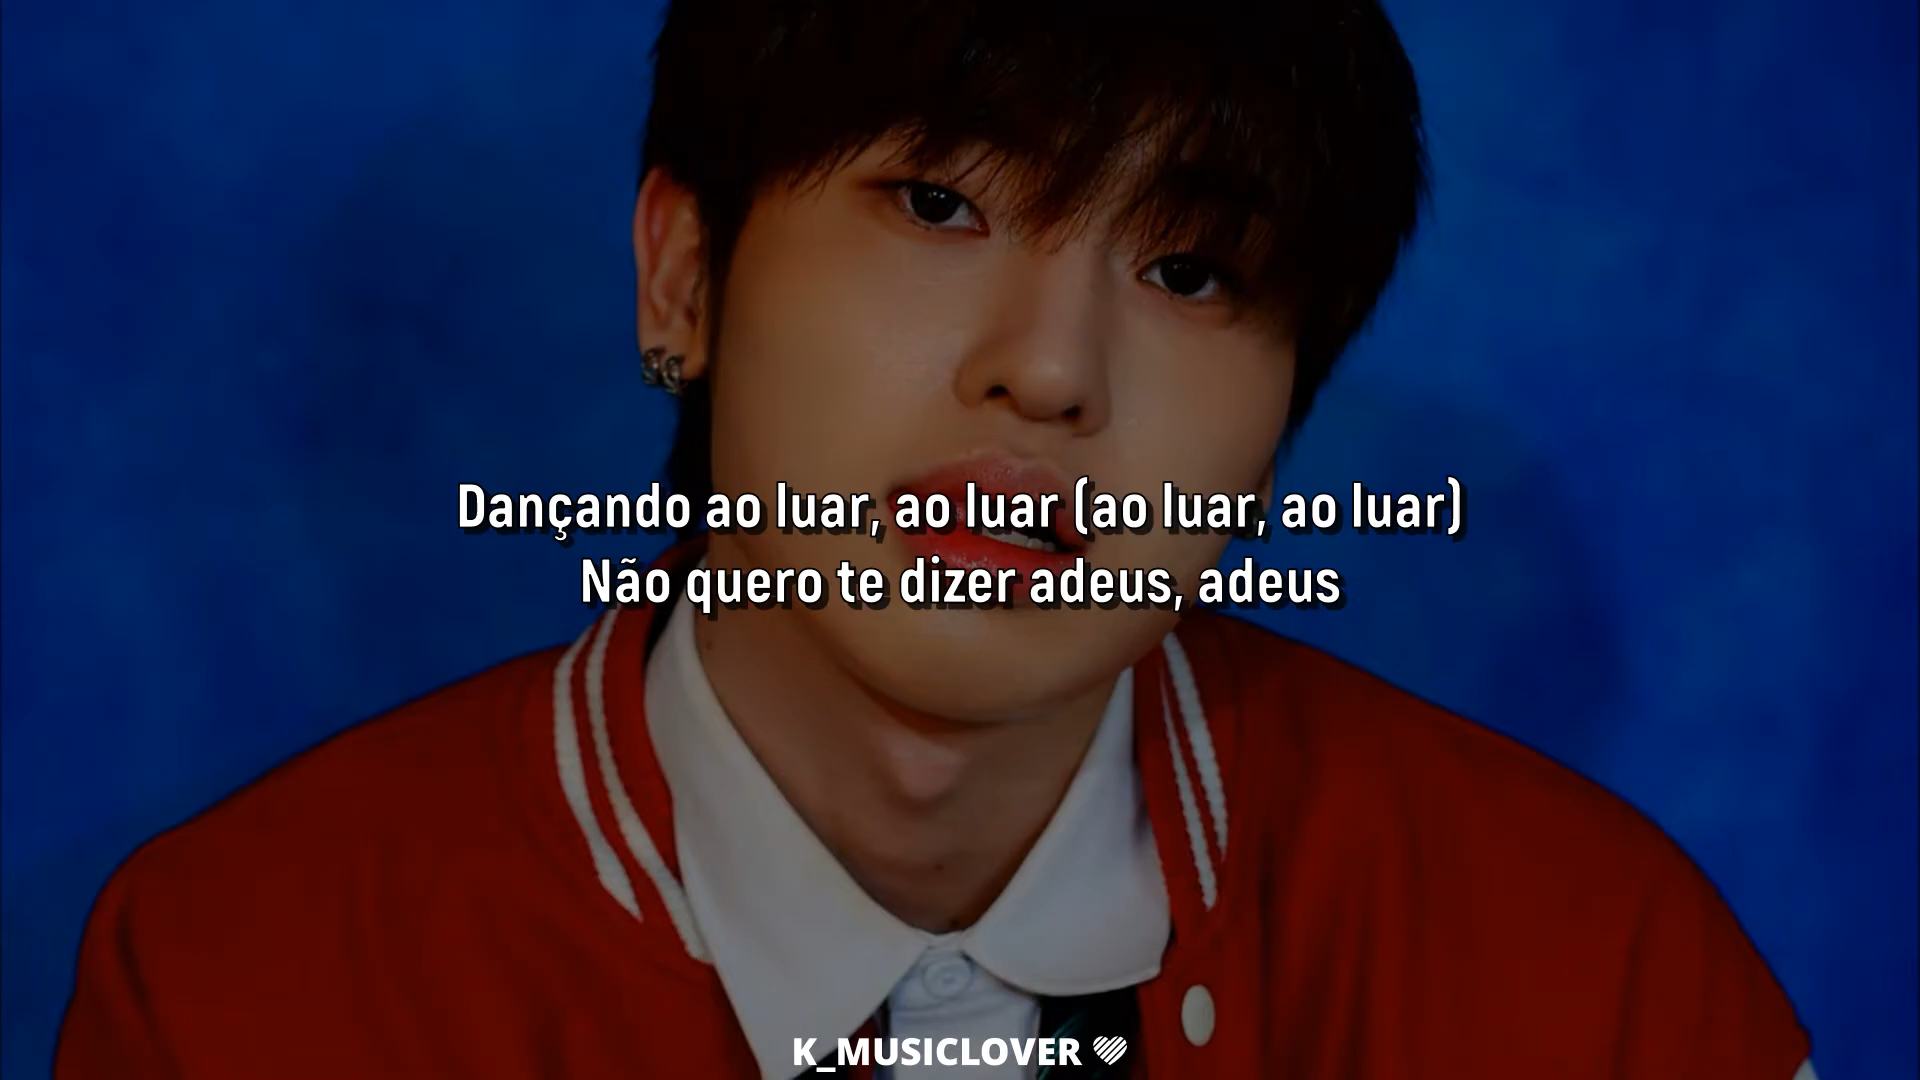 Dançando ao luar, ao luar (ao luar, ao luar)
Não quero te dizer adeus, adeus
K_MUSICLOVER